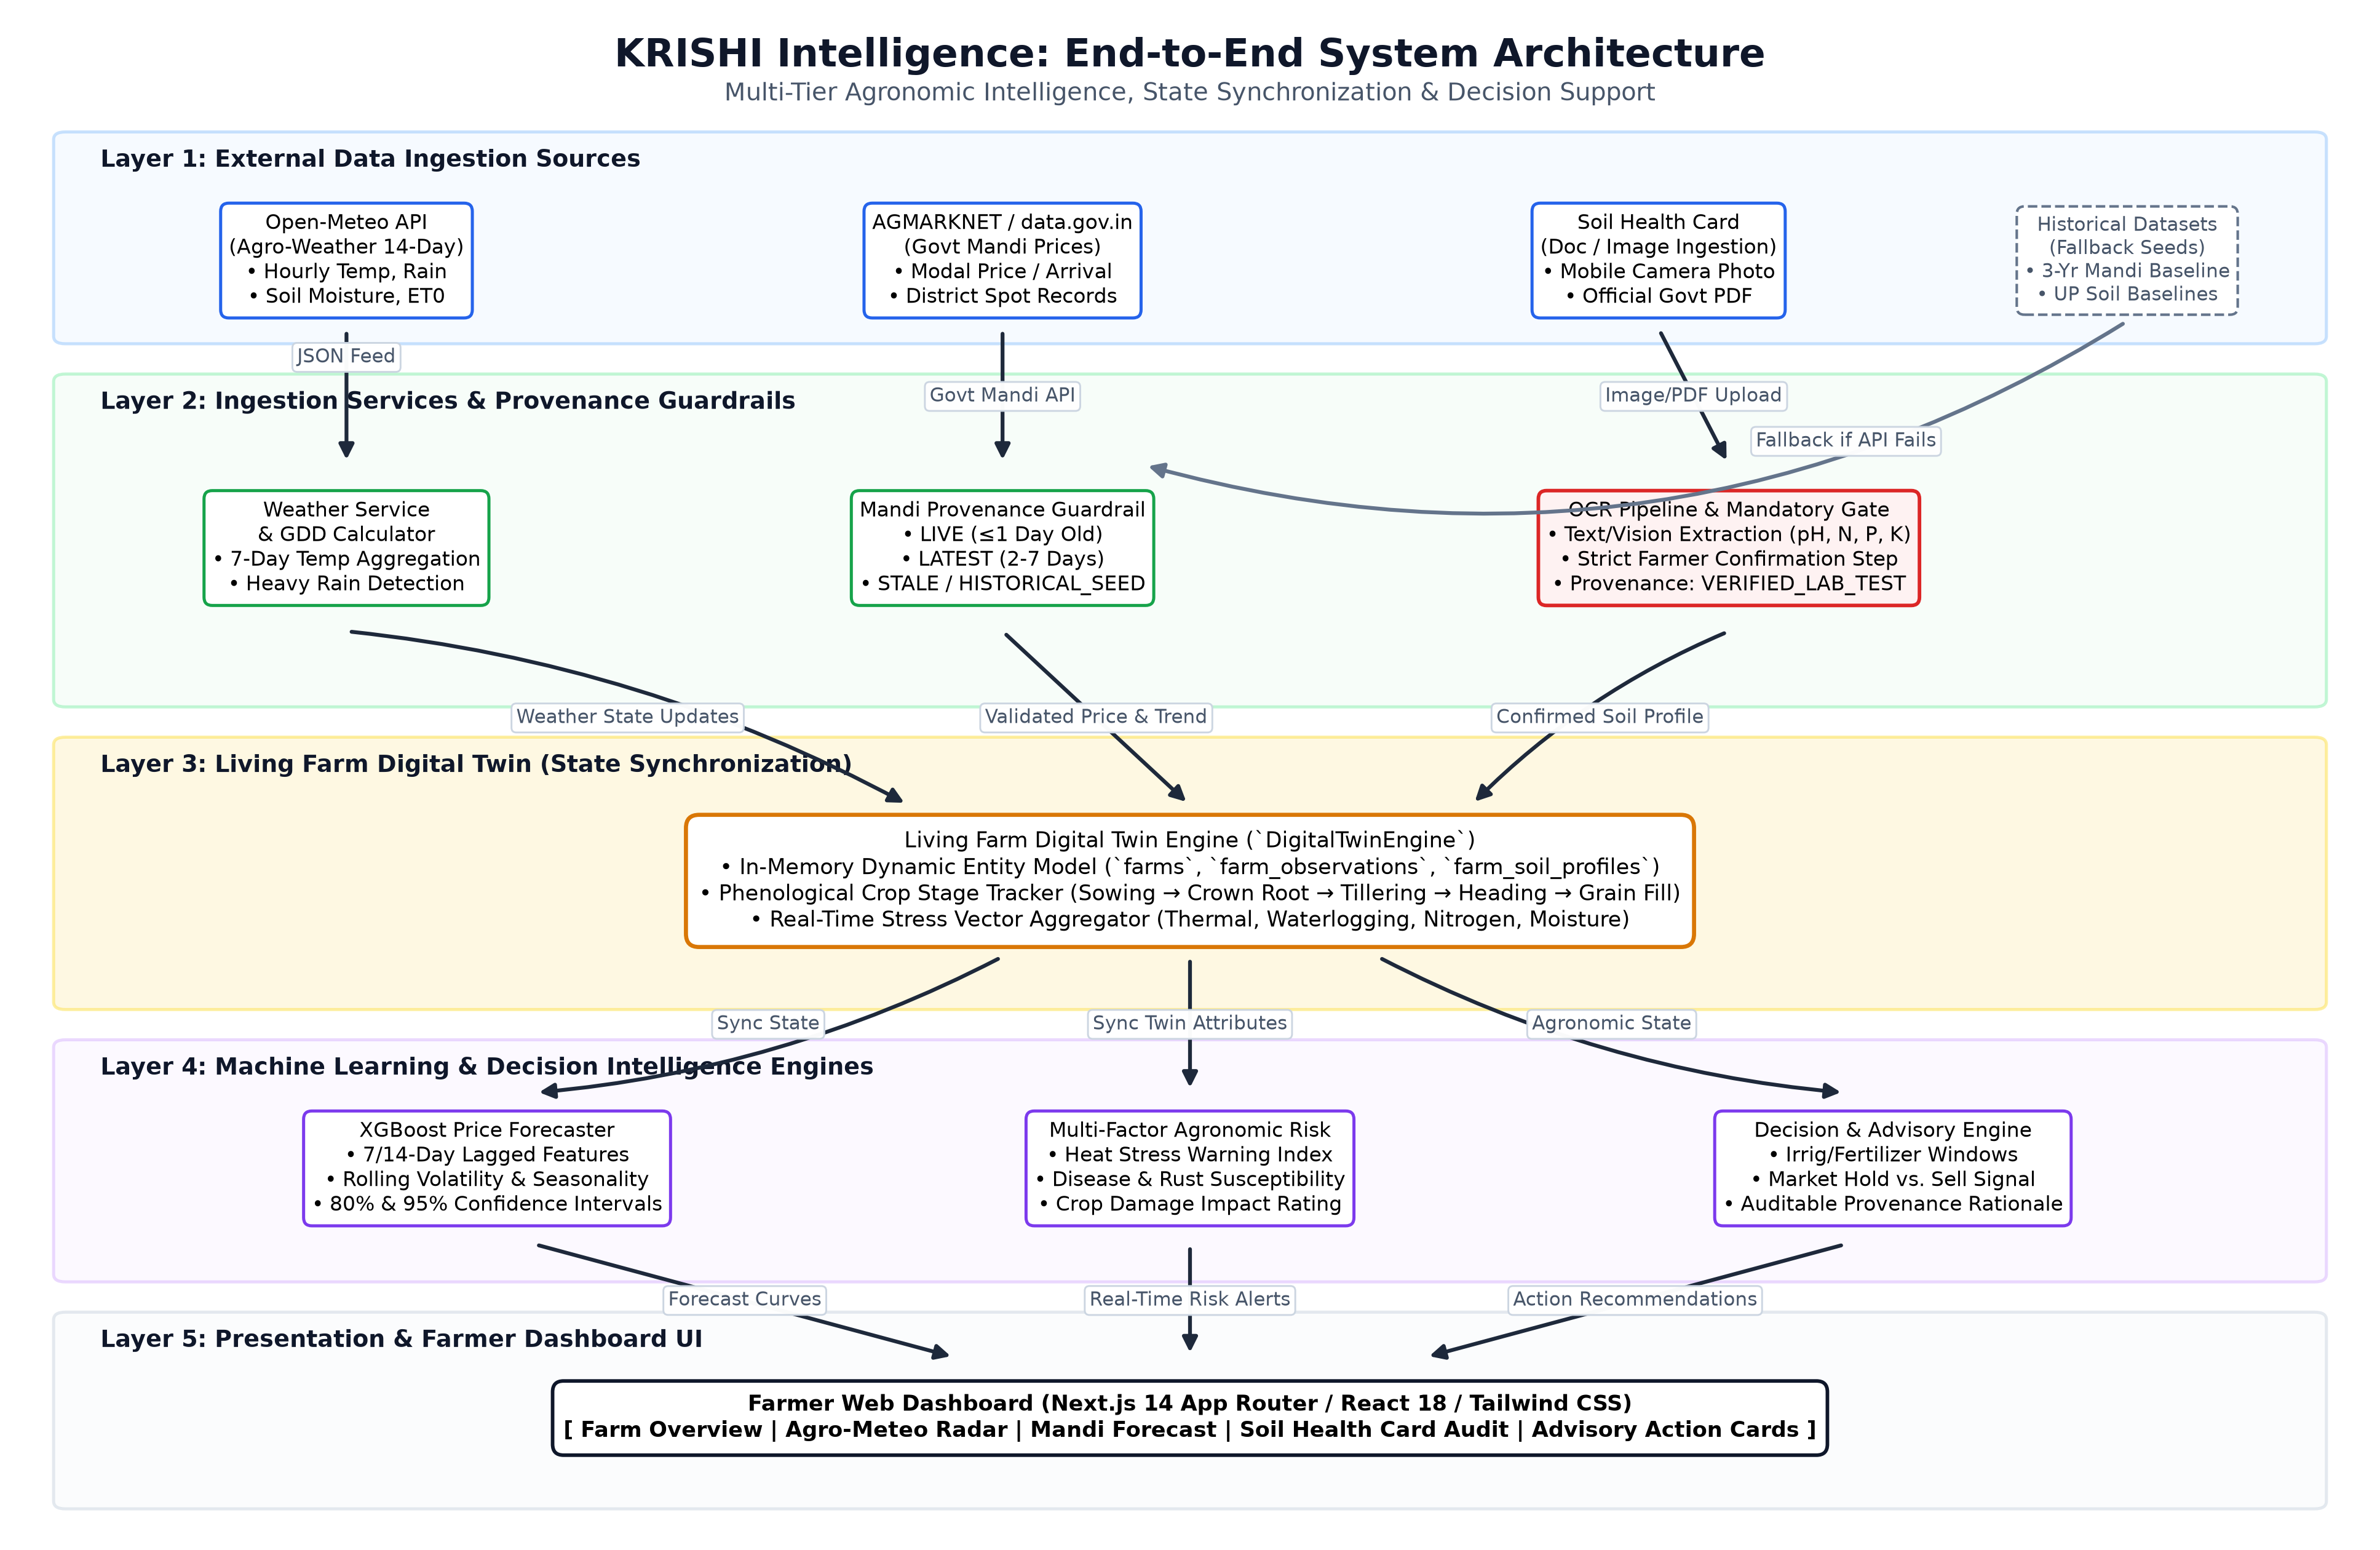 KRISHI Intelligence: End-to-End System Architecture
Multi-Tier Agronomic Intelligence, State Synchronization & Decision Support
Layer 1: External Data Ingestion Sources
Open-Meteo API
(Agro-Weather 14-Day)
• Hourly Temp, Rain
• Soil Moisture, ET0
AGMARKNET / data.gov.in
(Govt Mandi Prices)
• Modal Price / Arrival
• District Spot Records
Soil Health Card
(Doc / Image Ingestion)
• Mobile Camera Photo
• Official Govt PDF
Historical Datasets
(Fallback Seeds)
• 3-Yr Mandi Baseline
• UP Soil Baselines
JSON Feed
Govt Mandi API
Image/PDF Upload
Fallback if API Fails
Layer 2: Ingestion Services & Provenance Guardrails
Weather Service
& GDD Calculator
• 7-Day Temp Aggregation
• Heavy Rain Detection
Mandi Provenance Guardrail
• LIVE (≤1 Day Old)
• LATEST (2-7 Days)
• STALE / HISTORICAL_SEED
OCR Pipeline & Mandatory Gate
• Text/Vision Extraction (pH, N, P, K)
• Strict Farmer Confirmation Step
• Provenance: VERIFIED_LAB_TEST
Weather State Updates
Validated Price & Trend
Confirmed Soil Profile
Layer 3: Living Farm Digital Twin (State Synchronization)
Living Farm Digital Twin Engine (`DigitalTwinEngine`)
• In-Memory Dynamic Entity Model (`farms`, `farm_observations`, `farm_soil_profiles`)
• Phenological Crop Stage Tracker (Sowing → Crown Root → Tillering → Heading → Grain Fill)
• Real-Time Stress Vector Aggregator (Thermal, Waterlogging, Nitrogen, Moisture)
Sync State
Sync Twin Attributes
Agronomic State
Layer 4: Machine Learning & Decision Intelligence Engines
XGBoost Price Forecaster
• 7/14-Day Lagged Features
• Rolling Volatility & Seasonality
• 80% & 95% Confidence Intervals
Multi-Factor Agronomic Risk
• Heat Stress Warning Index
• Disease & Rust Susceptibility
• Crop Damage Impact Rating
Decision & Advisory Engine
• Irrig/Fertilizer Windows
• Market Hold vs. Sell Signal
• Auditable Provenance Rationale
Forecast Curves
Real-Time Risk Alerts
Action Recommendations
Layer 5: Presentation & Farmer Dashboard UI
Farmer Web Dashboard (Next.js 14 App Router / React 18 / Tailwind CSS)
[ Farm Overview | Agro-Meteo Radar | Mandi Forecast | Soil Health Card Audit | Advisory Action Cards ]